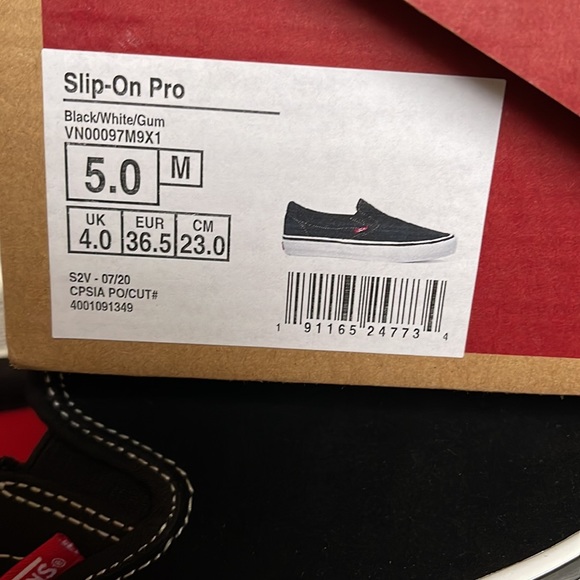 Slip-On Pro
Black/White/Gum
VN00097M9X1
5.0 M
UK EUR CM
4.0 36.5 23.0
S2V - 07/20
CPSIA PO/CUT#
4001091349
1 91165 24773 4